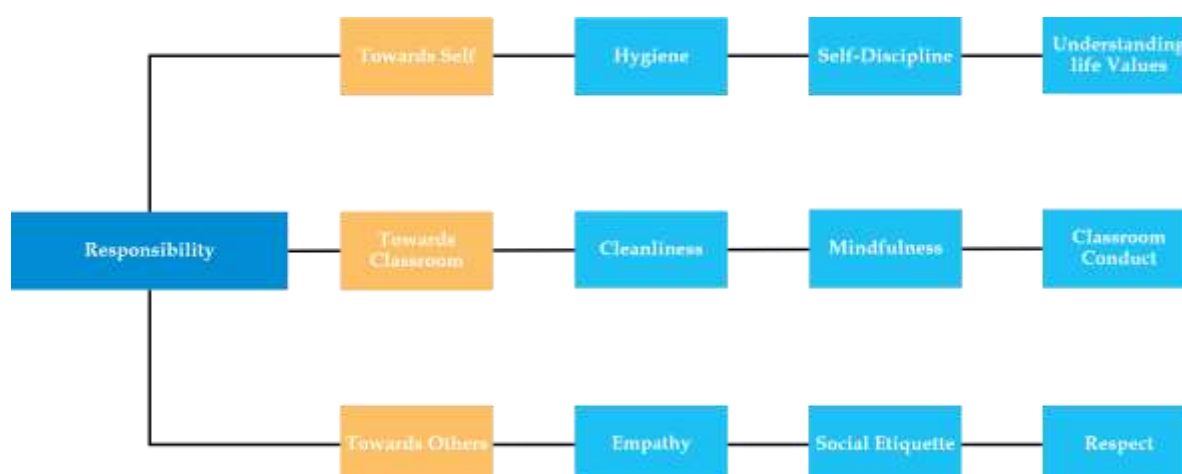 Towards Self
Hygiene
Self-Discipline
Understanding
life Values
Responsibility
Towards
Classroom
Cleanliness
Mindfulness
Classroom
Conduct
Towards Others
Empathy
Social Etiquette
Respect